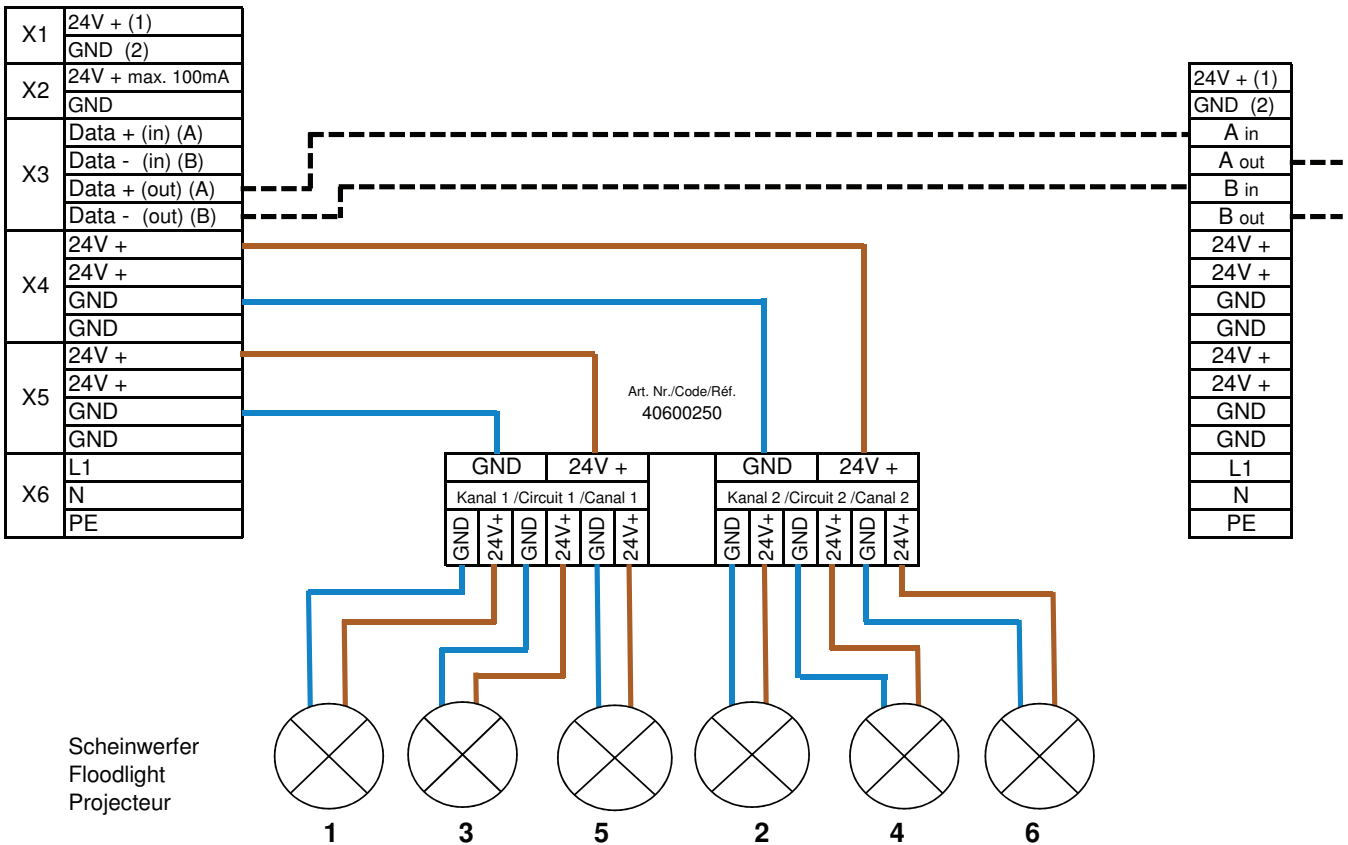 X1
24V + (1)
GND (2)
X2
24V + max. 100mA
GND
X3
Data + (in) (A)
Data - (in) (B)
Data + (out) (A)
Data - (out) (B)
X4
24V +
24V +
GND
GND
X5
24V +
24V +
GND
GND
X6
L1
N
PE
24V + (1)
GND (2)
A in
A out
B in
B out
24V +
24V +
GND
GND
24V +
24V +
GND
GND
L1
N
PE
Art. Nr./Code/Réf.
40600250
GND 24V +
Kanal 1 /Circuit 1 /Canal 1
GND 24V+ GND 24V+ GND 24V+
GND 24V +
Kanal 2 /Circuit 2 /Canal 2
GND 24V+ GND 24V+ GND 24V+
Scheinwerfer
Floodlight
Projecteur
1 3 5 2 4 6